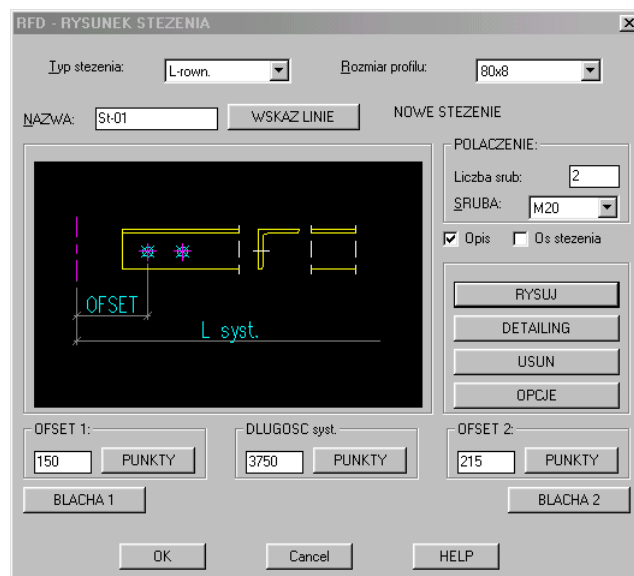 RFD - RYSUNEK STEZENIA
Typ stezenia: L-rown. Rozmiar profilu: 80x8
NAZWA: St-01 WSKAZ LINIE NOWE STEZENIE
POLACZENIE:
Liczba srub: 2
SRUBA: M20
Opis Os stezenia
OFSET
L syst.
RYSUJ
DETAILING
USUN
OPCJE
OFSET 1: DLUGOSC syst. OFSET 2:
150 PUNKTY 3750 PUNKTY 215 PUNKTY
BLACHA 1 BLACHA 2
OK Cancel HELP